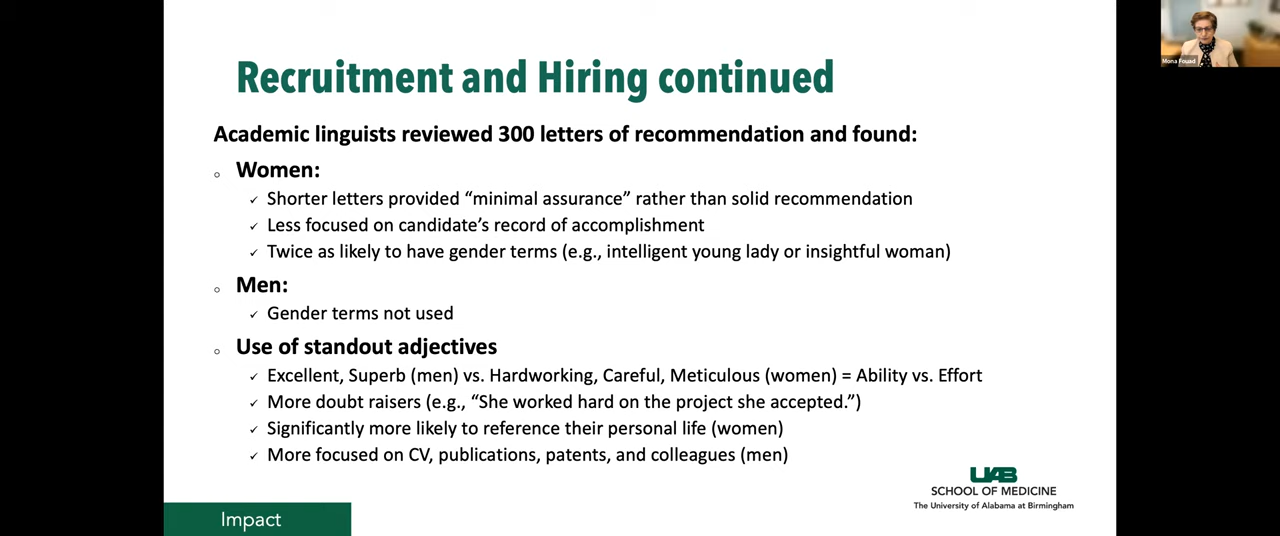 Mona Fouad
Recruitment and Hiring continued
Academic linguists reviewed 300 letters of recommendation and found:
Women:
Shorter letters provided “minimal assurance” rather than solid recommendation
Less focused on candidate’s record of accomplishment
Twice as likely to have gender terms (e.g., intelligent young lady or insightful woman)
Men:
Gender terms not used
Use of standout adjectives
Excellent, Superb (men) vs. Hardworking, Careful, Meticulous (women) = Ability vs. Effort
More doubt raisers (e.g., “She worked hard on the project she accepted.”)
Significantly more likely to reference their personal life (women)
More focused on CV, publications, patents, and colleagues (men)
UAB
SCHOOL OF MEDICINE
The University of Alabama at Birmingham
Impact